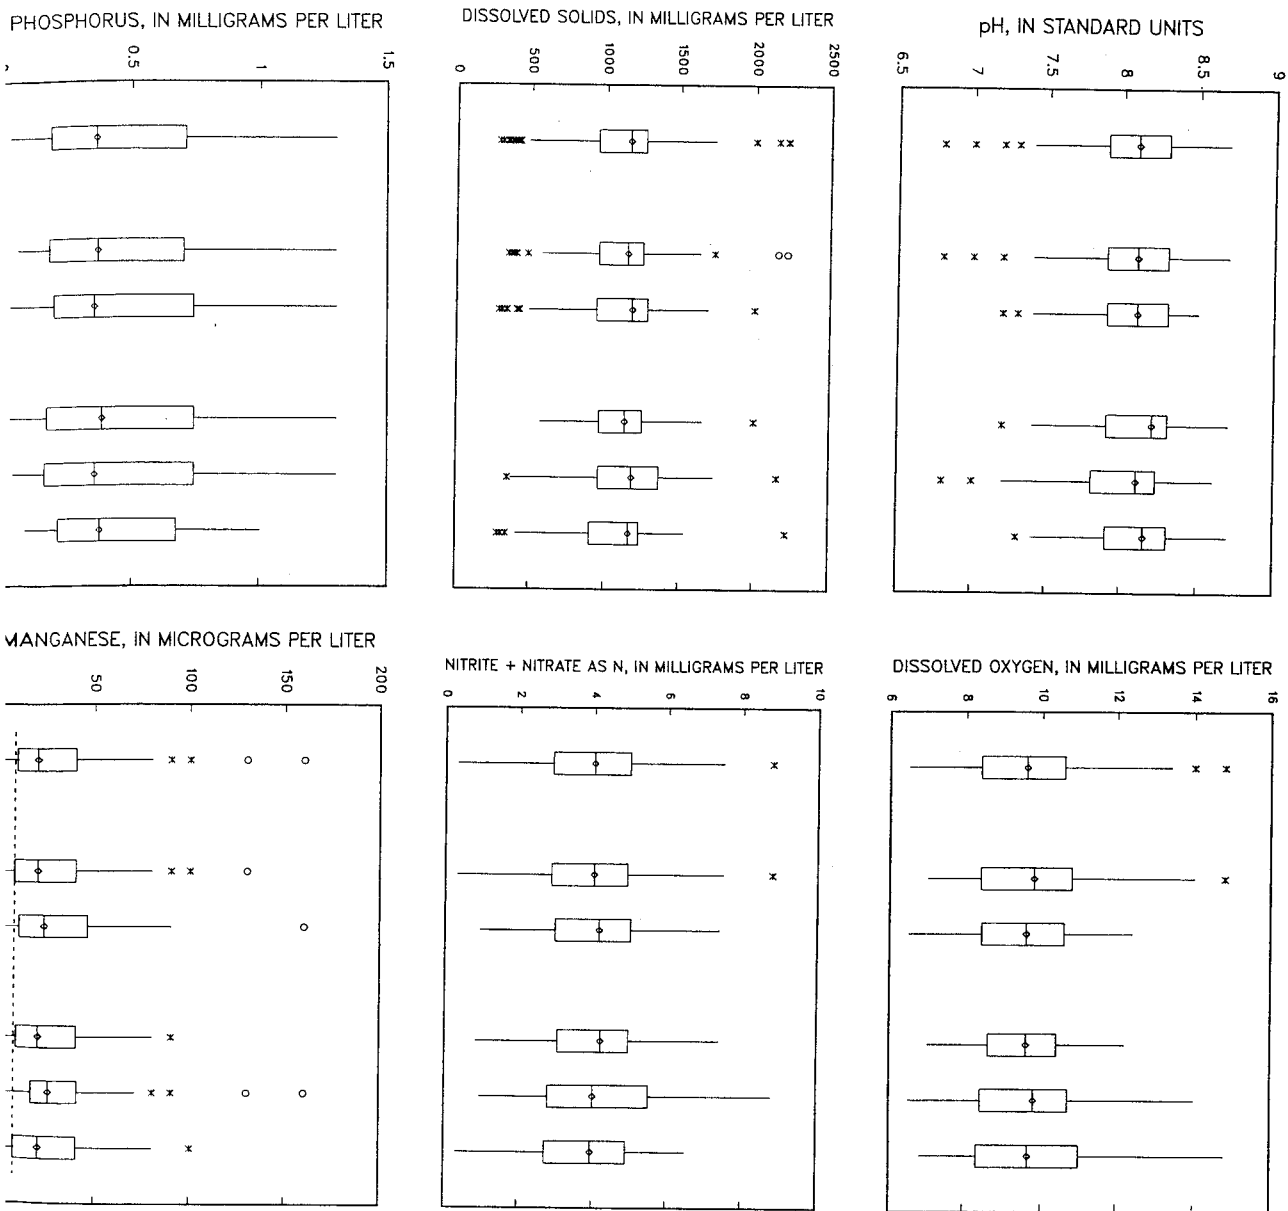 PHOSPHORUS, IN MILLIGRAMS PER LITER
0.5 1 1.5
DISSOLVED SOLIDS, IN MILLIGRAMS PER LITER
0 500 1000 1500 2000 2500
pH, IN STANDARD UNITS
6.5 7 7.5 8 8.5 9
MANGANESE, IN MICROGRAMS PER LITER
50 100 150 200
NITRITE + NITRATE AS N, IN MILLIGRAMS PER LITER
0 2 4 6 8 10
DISSOLVED OXYGEN, IN MILLIGRAMS PER LITER
6 8 10 12 14 16